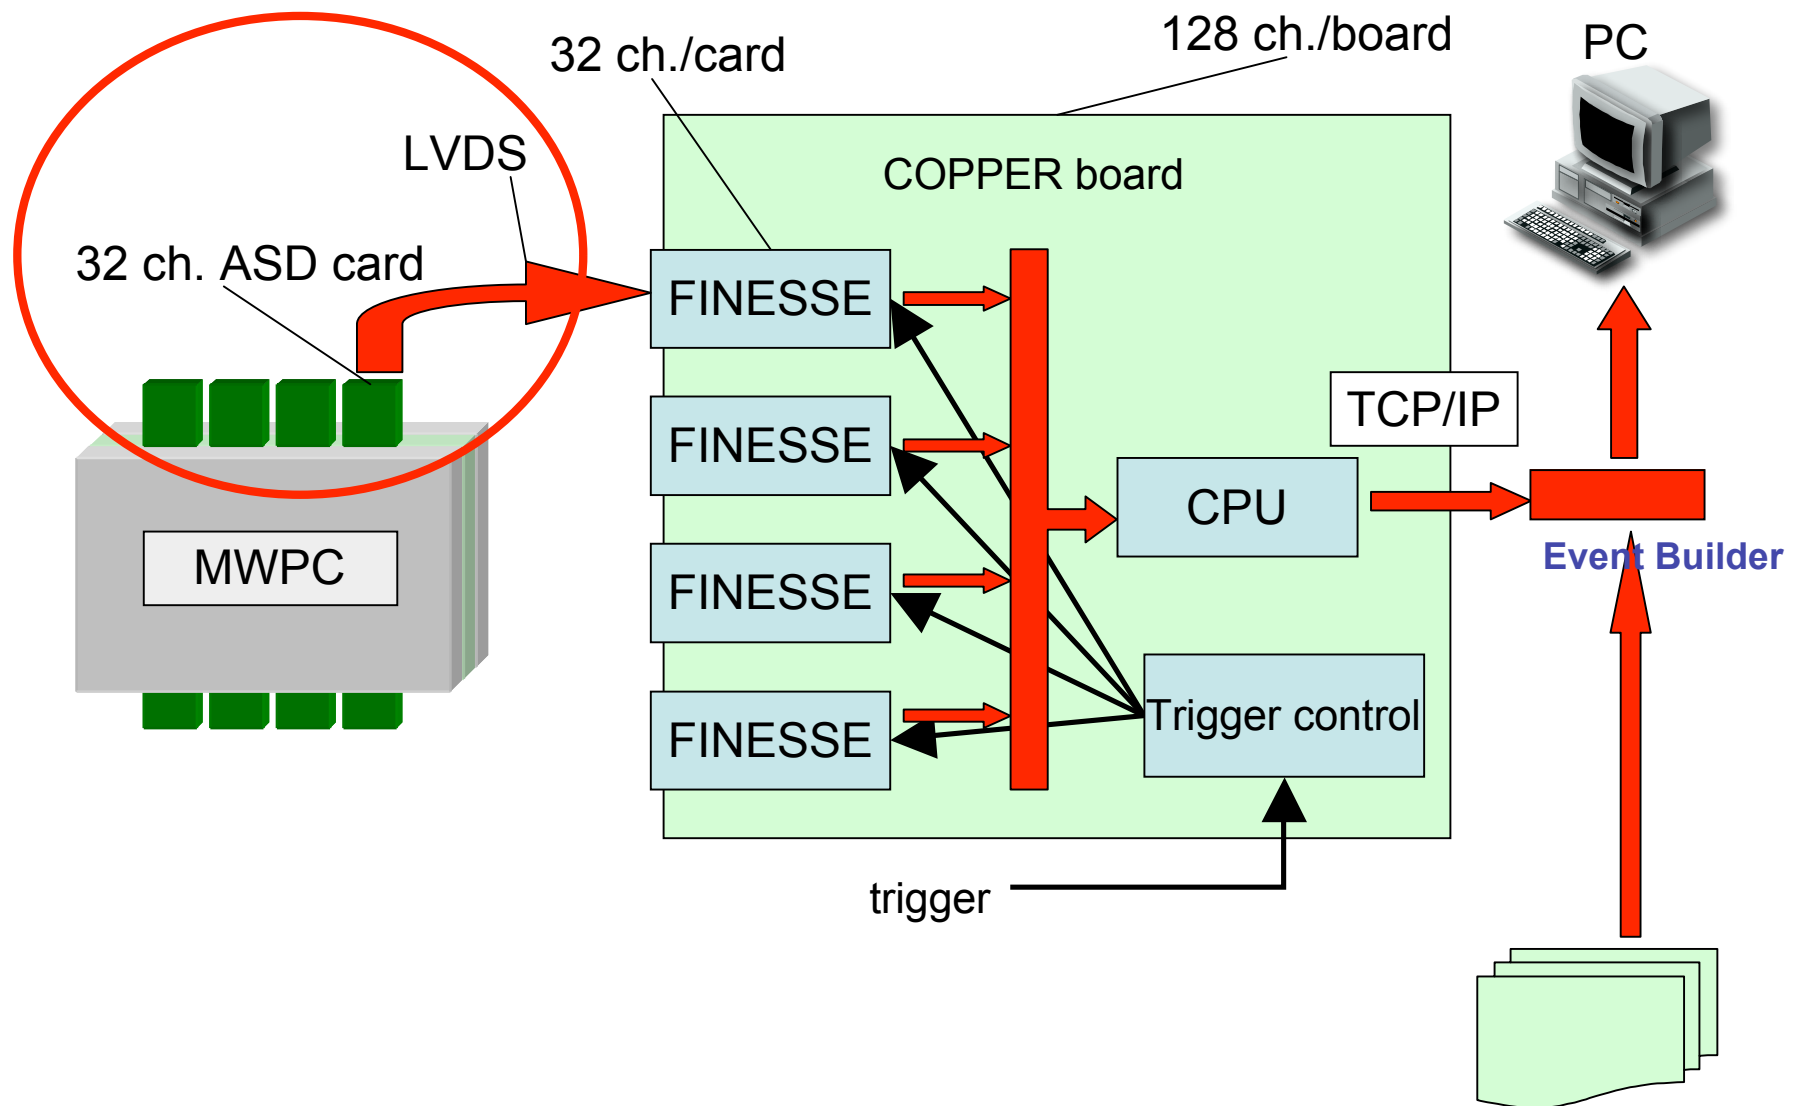 32 ch./card
128 ch./board
PC
LVDS
COPPER board
32 ch. ASD card
FINESSE
FINESSE
TCP/IP
CPU
MWPC
FINESSE
Event Builder
FINESSE
Trigger control
trigger